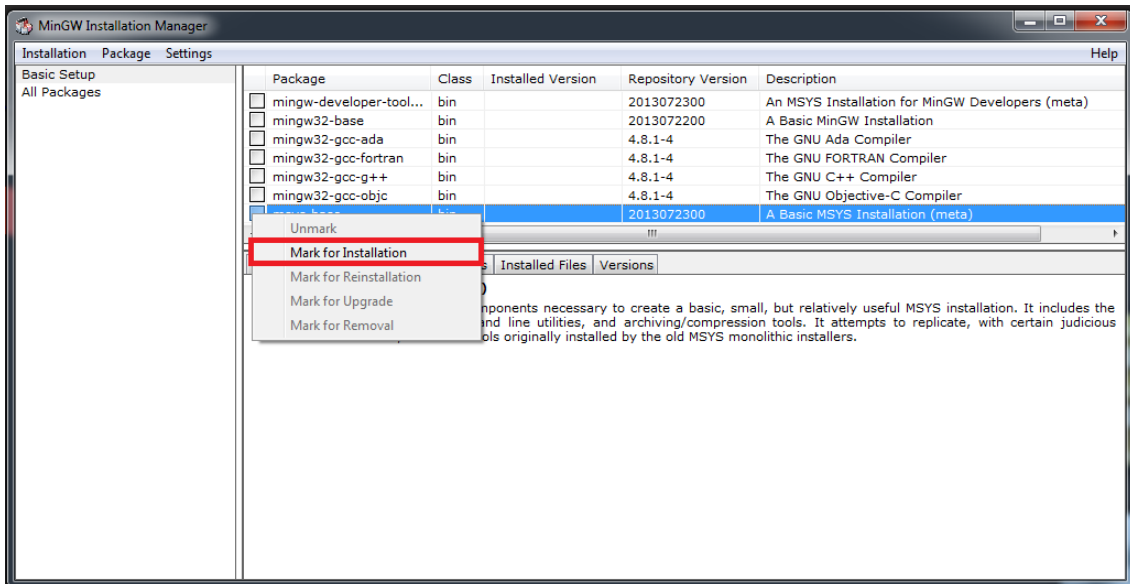 MinGW Installation Manager
Installation Package Settings Help
Basic Setup
All Packages
Package Class Installed Version Repository Version Description
mingw-developer-tool... bin 2013072300 An MSYS Installation for MinGW Developers (meta)
mingw32-base bin 2013072200 A Basic MinGW Installation
mingw32-gcc-ada bin 4.8.1-4 The GNU Ada Compiler
mingw32-gcc-fortran bin 4.8.1-4 The GNU FORTRAN Compiler
mingw32-gcc-g++ bin 4.8.1-4 The GNU C++ Compiler
mingw32-gcc-objc bin 4.8.1-4 The GNU Objective-C Compiler
2013072300 A Basic MSYS Installation (meta)
Unmark
Mark for Installation
Mark for Reinstallation
Mark for Upgrade
Mark for Removal
Installed Files Versions
necessary to create a basic, small, but relatively useful MSYS installation. It includes the
line utilities, and archiving/compression tools. It attempts to replicate, with certain judicious
originally installed by the old MSYS monolithic installers.